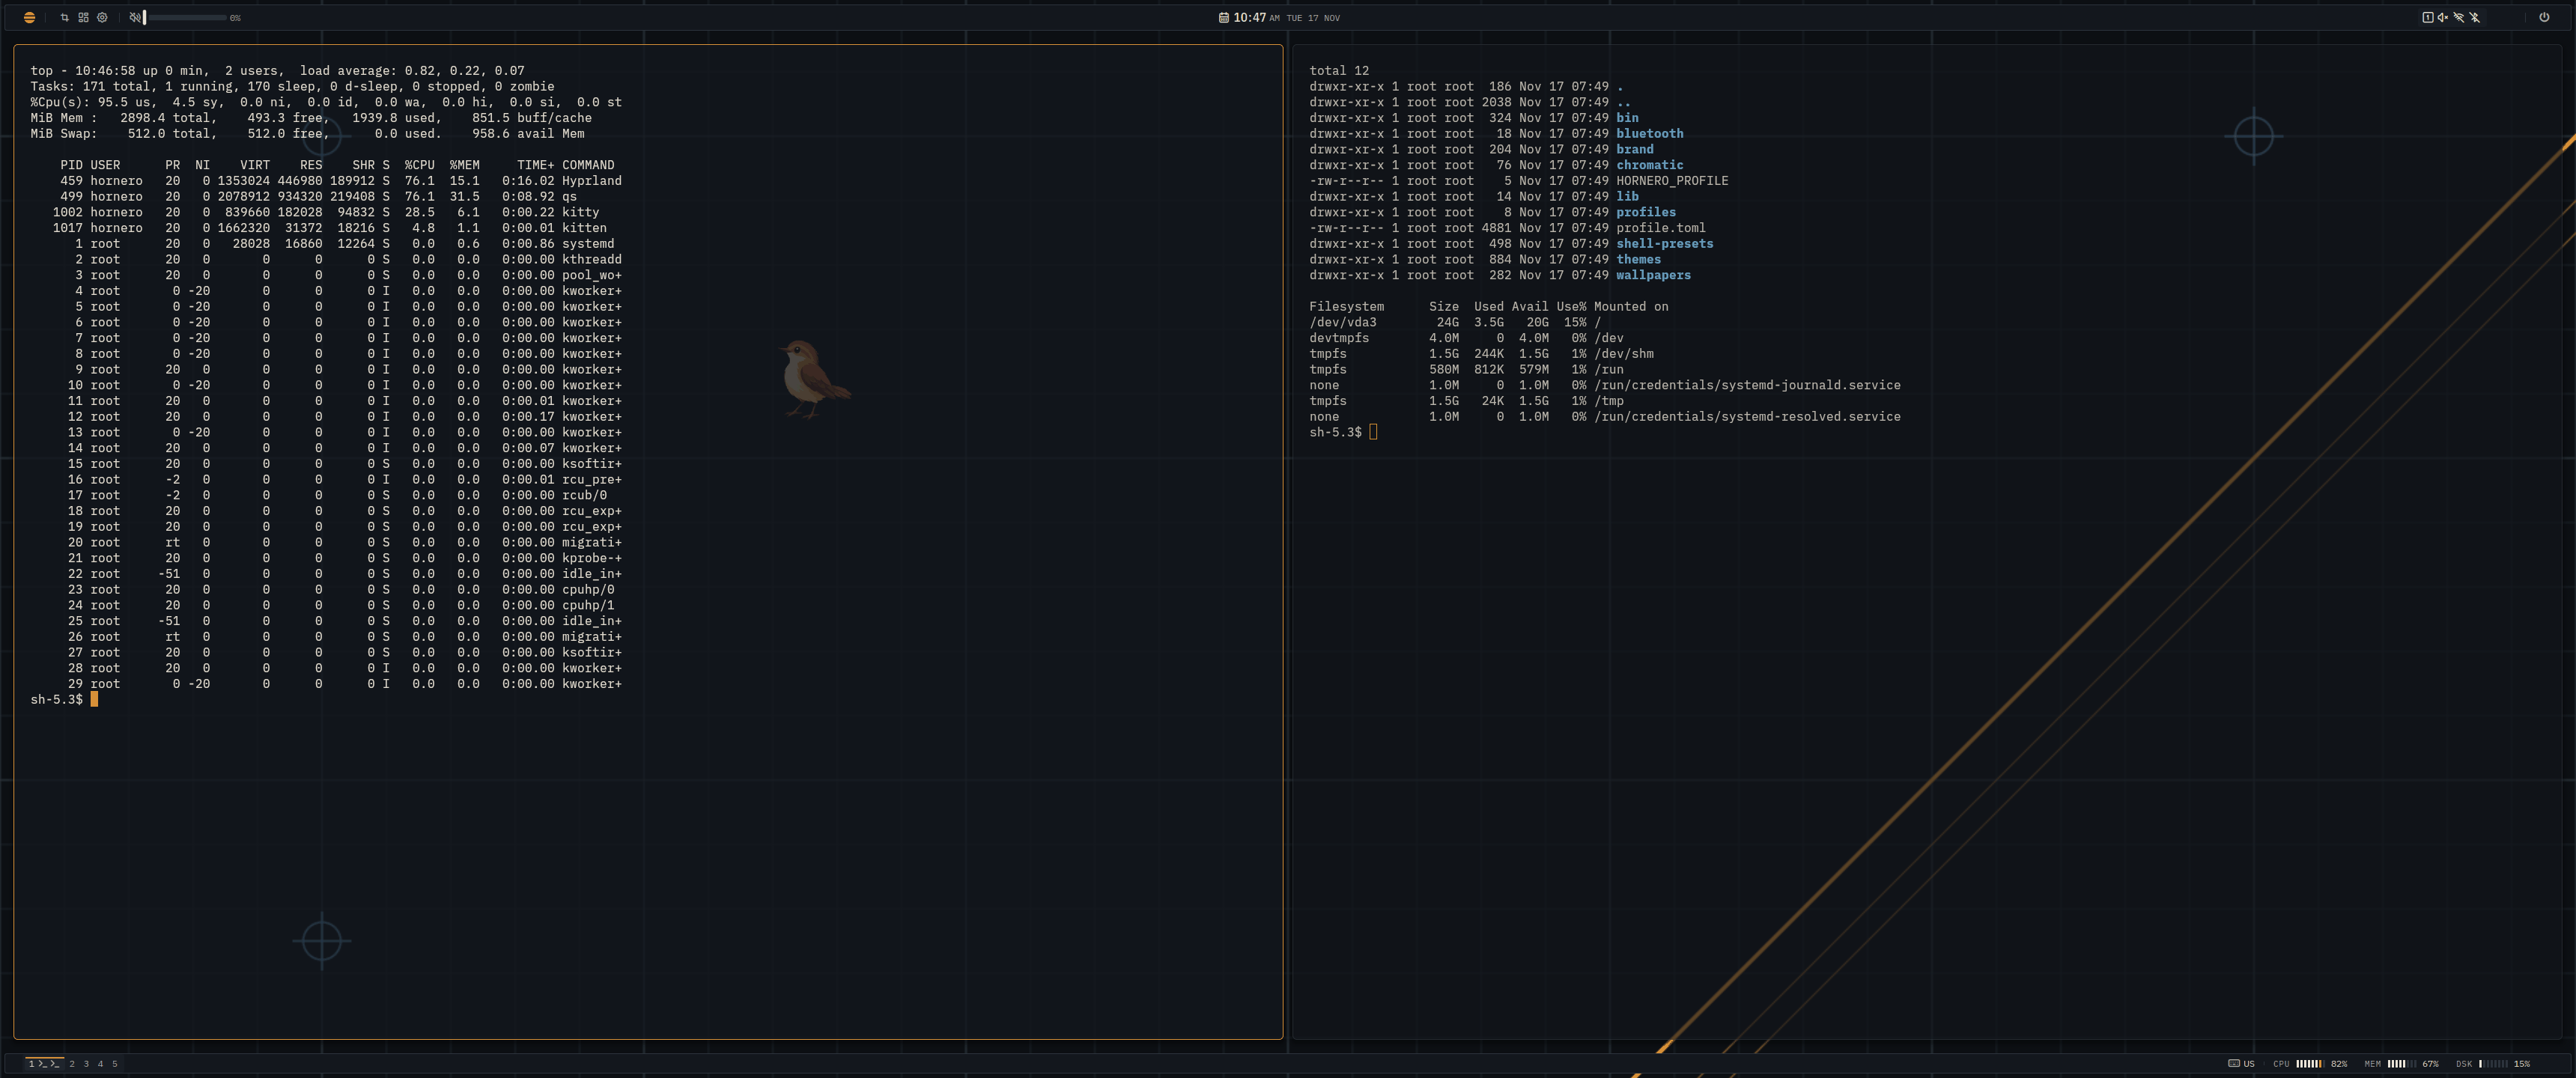 0%
10:47 AM TUE 17 NOV
top - 10:46:58 up 0 min,  2 users,  load average: 0.82, 0.22, 0.07
Tasks: 171 total, 1 running, 170 sleep, 0 d-sleep, 0 stopped, 0 zombie
%Cpu(s): 95.5 us,  4.5 sy,  0.0 ni,  0.0 id,  0.0 wa,  0.0 hi,  0.0 si,  0.0 st
MiB Mem :   2898.4 total,    493.3 free,   1939.8 used,    851.5 buff/cache
MiB Swap:    512.0 total,    512.0 free,      0.0 used.    958.6 avail Mem
PID USER      PR  NI    VIRT    RES    SHR S  %CPU  %MEM     TIME+ COMMAND
459 hornero   20   0 1353024 446980 189912 S  76.1  15.1   0:16.02 Hyprland
499 hornero   20   0 2078912 934320 219408 S  76.1  31.5   0:08.92 qs
1002 hornero   20   0  839660 182028  94832 S  28.5   6.1   0:00.22 kitty
1017 hornero   20   0 1662320  31372  18216 S   4.8   1.1   0:00.01 kitten
1 root      20   0   28028  16860  12264 S   0.0   0.6   0:00.86 systemd
2 root      20   0       0      0      0 S   0.0   0.0   0:00.00 kthreadd
3 root      20   0       0      0      0 S   0.0   0.0   0:00.00 pool_wo+
4 root       0 -20       0      0      0 I   0.0   0.0   0:00.00 kworker+
5 root       0 -20       0      0      0 I   0.0   0.0   0:00.00 kworker+
6 root       0 -20       0      0      0 I   0.0   0.0   0:00.00 kworker+
7 root       0 -20       0      0      0 I   0.0   0.0   0:00.00 kworker+
8 root       0 -20       0      0      0 I   0.0   0.0   0:00.00 kworker+
9 root      20   0       0      0      0 I   0.0   0.0   0:00.00 kworker+
10 root       0 -20       0      0      0 I   0.0   0.0   0:00.00 kworker+
11 root      20   0       0      0      0 I   0.0   0.0   0:00.01 kworker+
12 root      20   0       0      0      0 I   0.0   0.0   0:00.17 kworker+
13 root       0 -20       0      0      0 I   0.0   0.0   0:00.00 kworker+
14 root      20   0       0      0      0 I   0.0   0.0   0:00.07 kworker+
15 root      20   0       0      0      0 S   0.0   0.0   0:00.00 ksoftir+
16 root      -2   0       0      0      0 I   0.0   0.0   0:00.01 rcu_pre+
17 root      -2   0       0      0      0 S   0.0   0.0   0:00.00 rcub/0
18 root      20   0       0      0      0 S   0.0   0.0   0:00.00 rcu_exp+
19 root      20   0       0      0      0 S   0.0   0.0   0:00.00 rcu_exp+
20 root      rt   0       0      0      0 S   0.0   0.0   0:00.00 migrati+
21 root      20   0       0      0      0 S   0.0   0.0   0:00.00 kprobe-+
22 root     -51   0       0      0      0 S   0.0   0.0   0:00.00 idle_in+
23 root      20   0       0      0      0 S   0.0   0.0   0:00.00 cpuhp/0
24 root      20   0       0      0      0 S   0.0   0.0   0:00.00 cpuhp/1
25 root     -51   0       0      0      0 S   0.0   0.0   0:00.00 idle_in+
26 root      rt   0       0      0      0 S   0.0   0.0   0:00.00 migrati+
27 root      20   0       0      0      0 S   0.0   0.0   0:00.00 ksoftir+
28 root      20   0       0      0      0 I   0.0   0.0   0:00.00 kworker+
29 root       0 -20       0      0      0 I   0.0   0.0   0:00.00 kworker+
sh-5.3$
total 12
drwxr-xr-x 1 root root  186 Nov 17 07:49 .
drwxr-xr-x 1 root root 2038 Nov 17 07:49 ..
drwxr-xr-x 1 root root  324 Nov 17 07:49 bin
drwxr-xr-x 1 root root   18 Nov 17 07:49 bluetooth
drwxr-xr-x 1 root root  204 Nov 17 07:49 brand
drwxr-xr-x 1 root root   76 Nov 17 07:49 chromatic
-rw-r--r-- 1 root root    5 Nov 17 07:49 HORNERO_PROFILE
drwxr-xr-x 1 root root   14 Nov 17 07:49 lib
drwxr-xr-x 1 root root    8 Nov 17 07:49 profiles
-rw-r--r-- 1 root root 4881 Nov 17 07:49 profile.toml
drwxr-xr-x 1 root root  498 Nov 17 07:49 shell-presets
drwxr-xr-x 1 root root  884 Nov 17 07:49 themes
drwxr-xr-x 1 root root  282 Nov 17 07:49 wallpapers
Filesystem      Size  Used Avail Use% Mounted on
/dev/vda3        24G  3.5G   20G  15% /
devtmpfs        4.0M     0  4.0M   0% /dev
tmpfs           1.5G  244K  1.5G   1% /dev/shm
tmpfs           580M  812K  579M   1% /run
none            1.0M     0  1.0M   0% /run/credentials/systemd-journald.service
tmpfs           1.5G   24K  1.5G   1% /tmp
none            1.0M     0  1.0M   0% /run/credentials/systemd-resolved.service
sh-5.3$
1 2 3 4 5
US CPU 82% MEM 67% DSK 15%